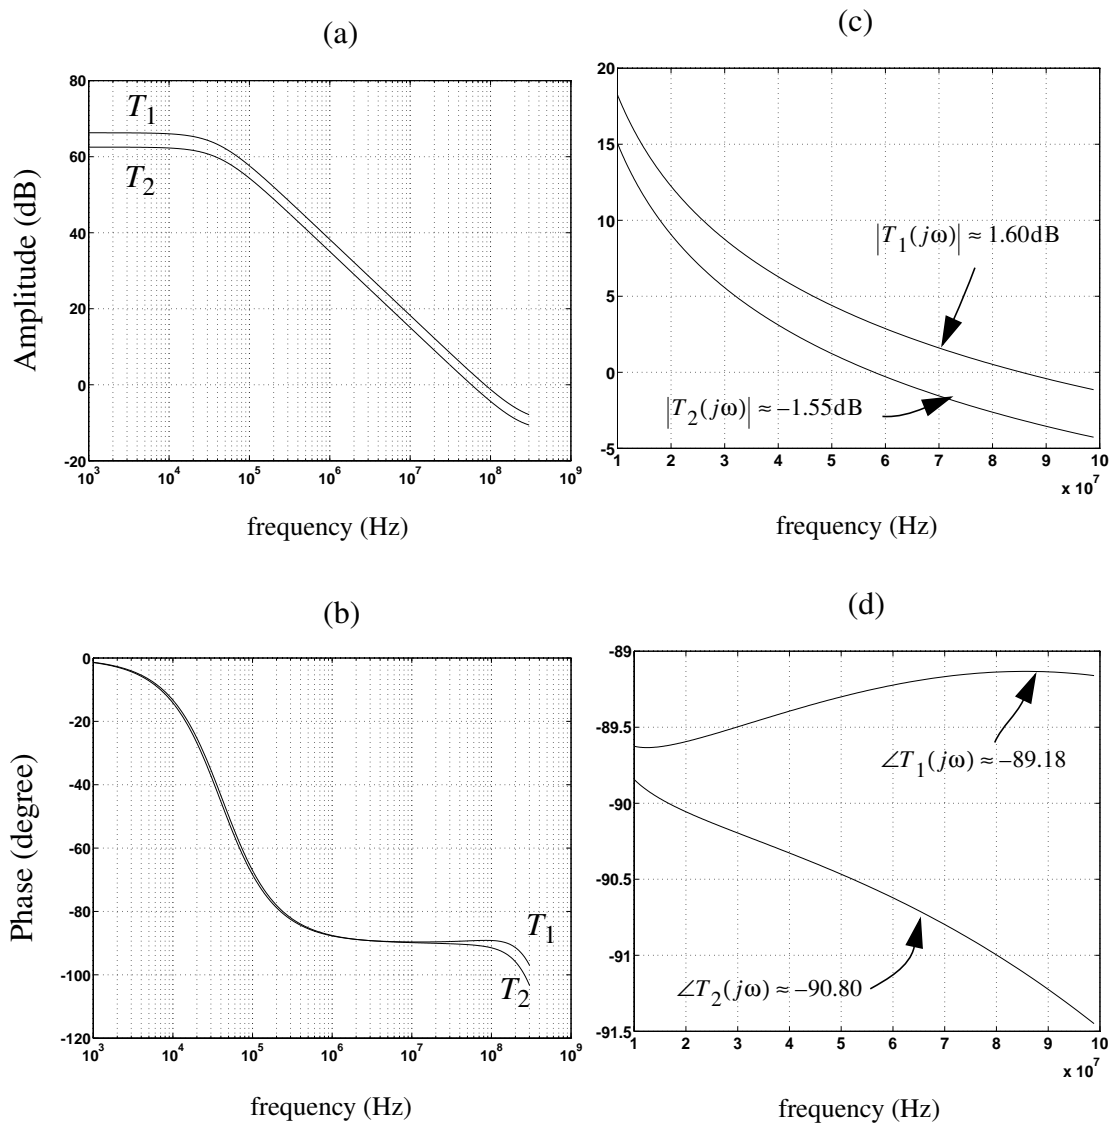 (a)
80
60
40
20
0
-20
T1
T2
Amplitude (dB)
10^3 10^4 10^5 10^6 10^7 10^8 10^9
frequency (Hz)
(c)
20
15
10
5
0
-5
|T1(jω)| ≈ 1.60dB
|T2(jω)| ≈ –1.55dB
1 2 3 4 5 6 7 8 9 10
x 10^7
frequency (Hz)
(b)
0
-20
-40
-60
-80
-100
-120
T1
T2
Phase (degree)
10^3 10^4 10^5 10^6 10^7 10^8 10^9
frequency (Hz)
(d)
-89
-89.5
-90
-90.5
-91
-91.5
∠T1(jω) ≈ –89.18
∠T2(jω) ≈ –90.80
1 2 3 4 5 6 7 8 9 10
x 10^7
frequency (Hz)